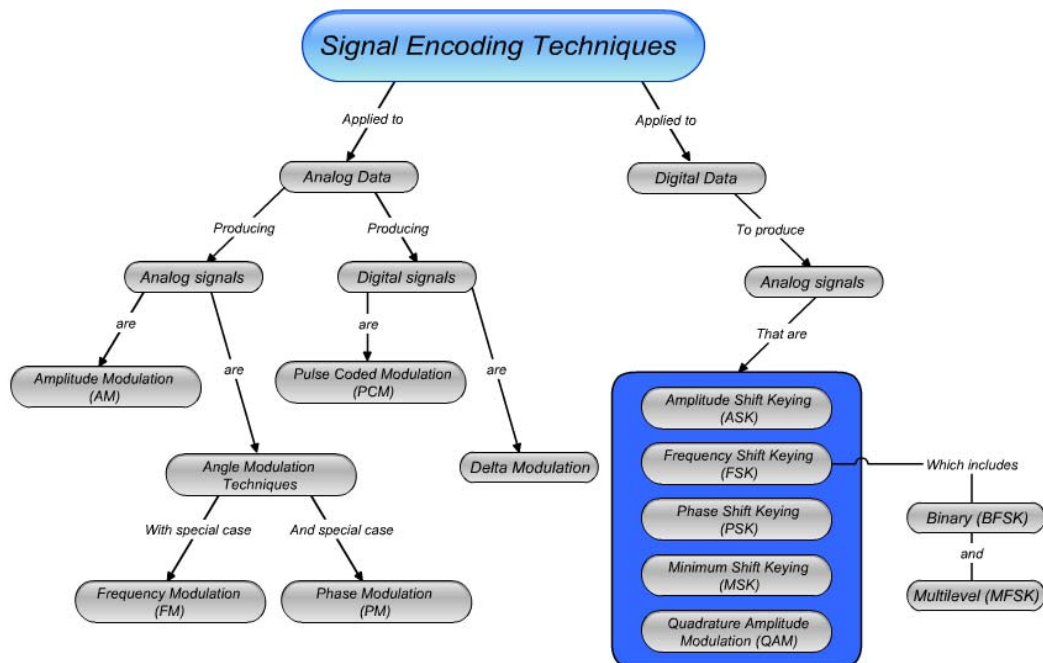 Signal Encoding Techniques
Applied to
Applied to
Analog Data
Digital Data
Producing
Producing
To produce
Analog signals
Digital signals
Analog signals
are
are
That are
Amplitude Modulation
(AM)
are
Pulse Coded Modulation
(PCM)
are
Amplitude Shift Keying
(ASK)
Angle Modulation
Techniques
Delta Modulation
Frequency Shift Keying
(FSK)
Which includes
With special case
And special case
Phase Shift Keying
(PSK)
Binary (BFSK)
and
Frequency Modulation
(FM)
Phase Modulation
(PM)
Minimum Shift Keying
(MSK)
Multilevel (MFSK)
Quadrature Amplitude
Modulation (QAM)